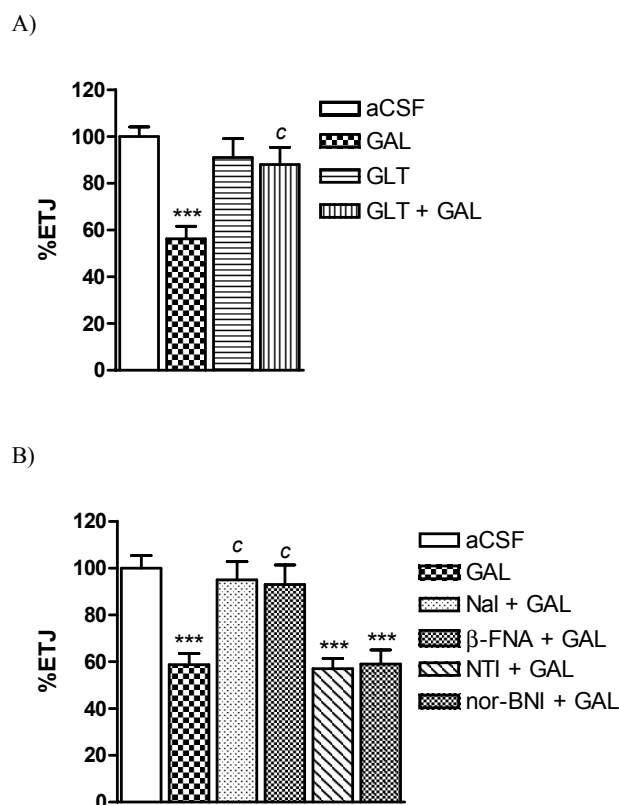 A)
120
100
80
60
40
20
0
%ETJ
***
c
aCSF
GAL
GLT
GLT + GAL
B)
120
100
80
60
40
20
0
%ETJ
***
c
c
***
***
aCSF
GAL
Nal + GAL
β-FNA + GAL
NTI + GAL
nor-BNI + GAL